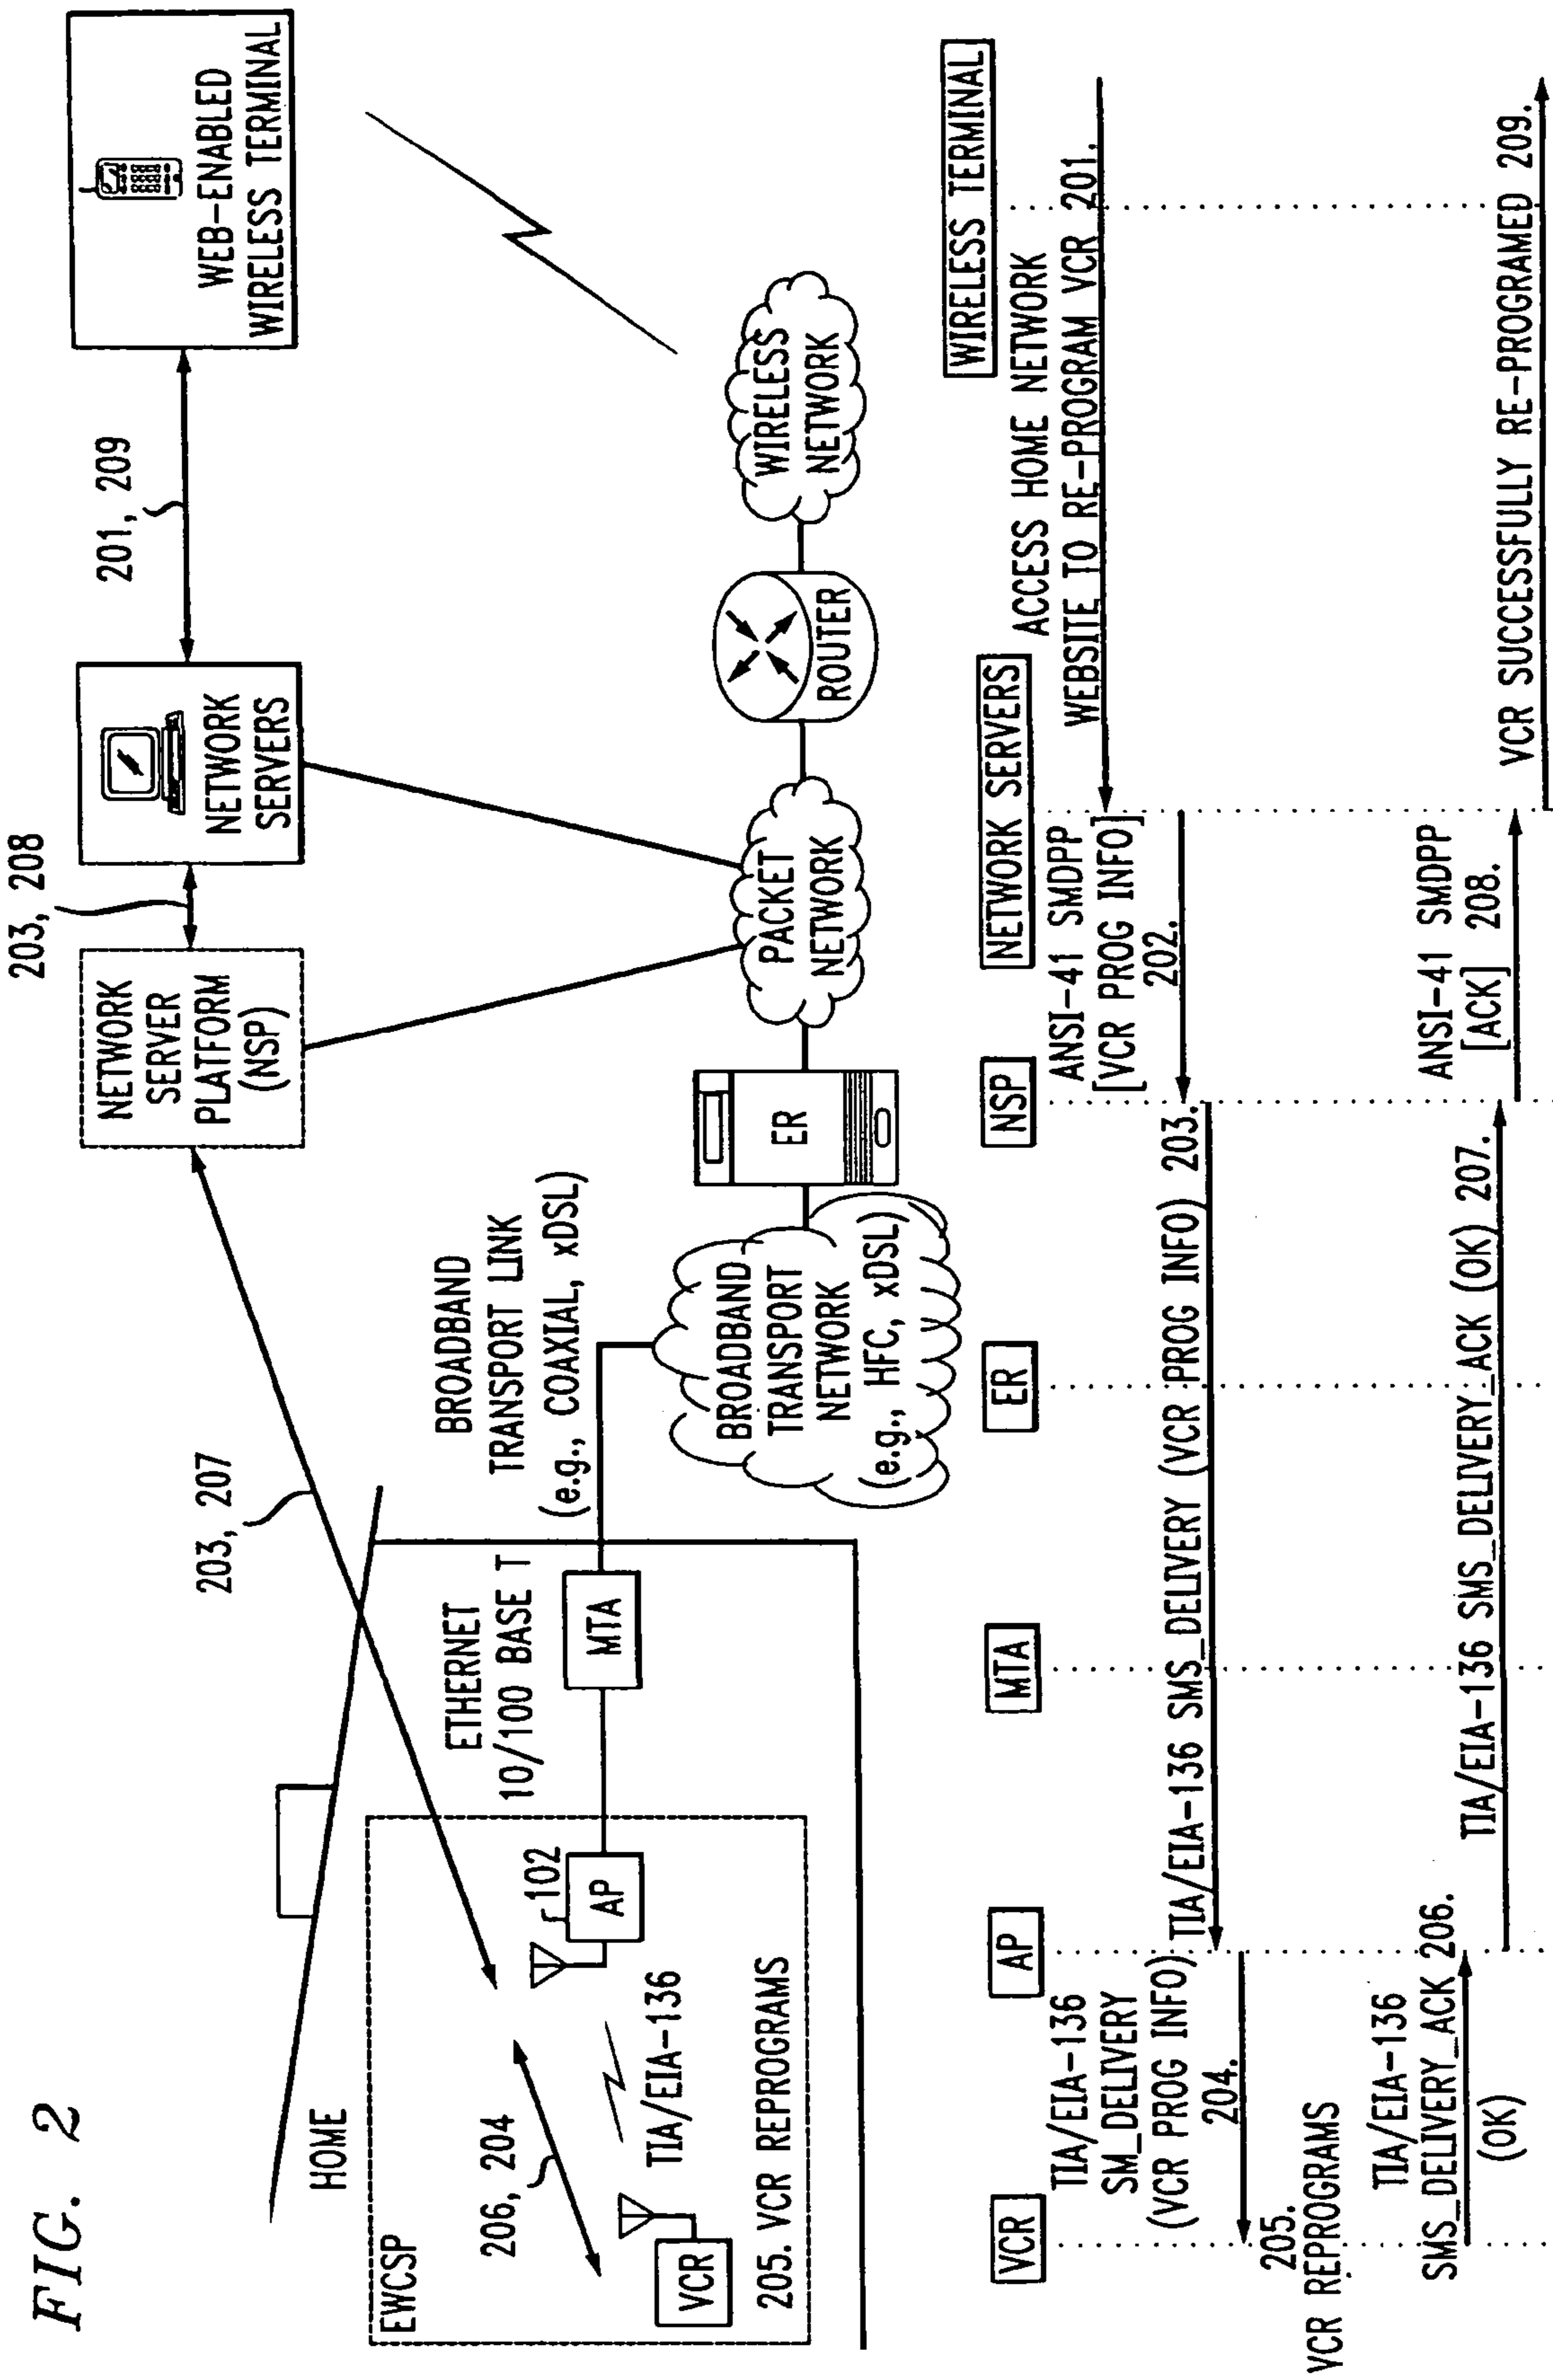 FIG. 2
HOME
EWCSP
206, 204
VCR
TIA/EIA-136
205. VCR REPROGRAMS
102
AP
ETHERNET
10/100 BASE T
MTA
203, 207
BROADBAND
TRANSPORT LINK
(e.g., COAXIAL, xDSL)
BROADBAND
TRANSPORT
NETWORK
(e.g., HFC, xDSL)
ER
NETWORK
SERVER
PLATFORM
(NSP)
203, 208
NETWORK
SERVERS
201, 209
WEB-ENABLED
WIRELESS TERMINAL
PACKET
NETWORK
ROUTER
WIRELESS
NETWORK
VCR
AP
MTA
ER
NSP
NETWORK SERVERS
WIRELESS TERMINAL
ACCESS HOME NETWORK
WEBSITE TO RE-PROGRAM VCR 201.
ANSI-41 SMDPP
[VCR PROG INFO]
202.
TIA/EIA-136 SMS_DELIVERY (VCR PROG INFO) 203.
TIA/EIA-136
SM_DELIVERY
(VCR PROG INFO)
204.
205.
VCR REPROGRAMS
TIA/EIA-136
SMS_DELIVERY_ACK 206.
(OK)
TIA/EIA-136 SMS_DELIVERY_ACK (OK) 207.
ANSI-41 SMDPP
[ACK] 208.
VCR SUCCESSFULLY RE-PROGRAMED 209.